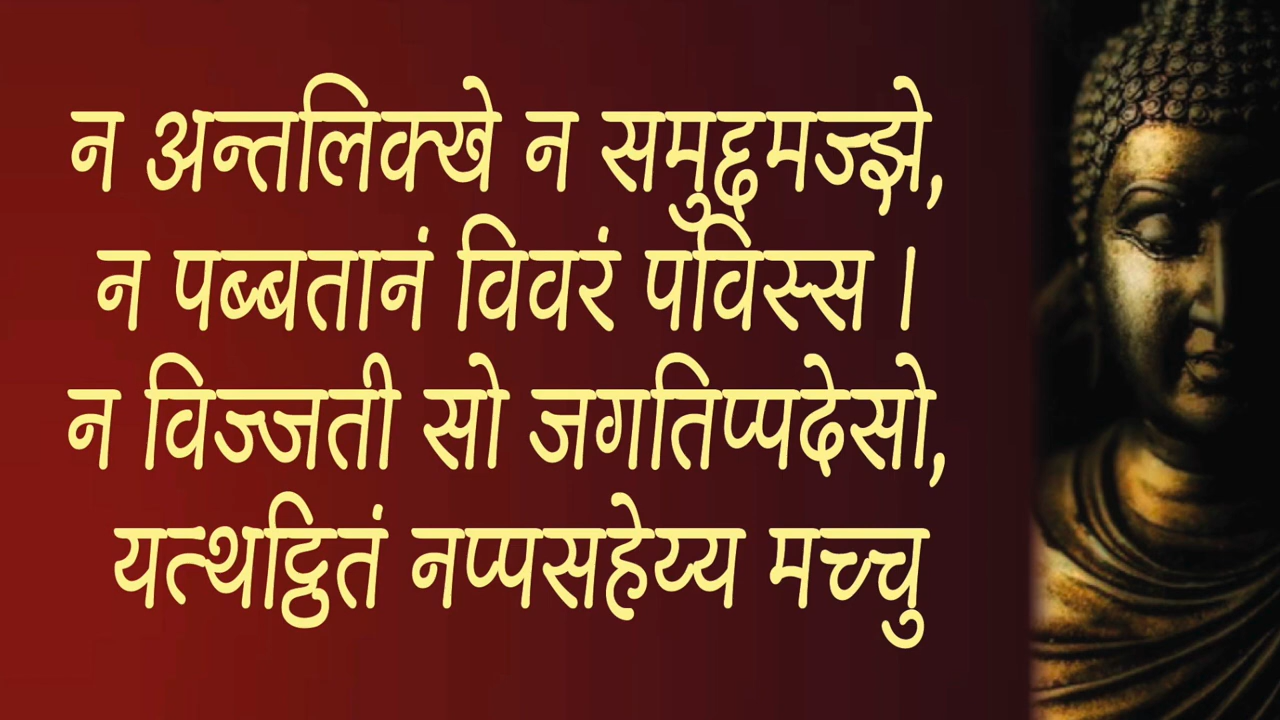 न अन्तलिक्खे न समुद्दमज्झे,
न पब्बतानं विवरं पविस्स ।
न विज्जती सो जगतिप्पदेसो,
यत्थट्ठितं नप्पसहेय्य मच्चु